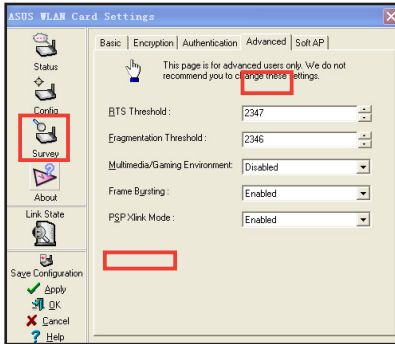 ASUS WLAN Card Settings
Status
Config
Survey
About
Link State
Save Configuration
Apply
OK
Cancel
Help
Basic
Encryption
Authentication
Advanced
Soft AP
This page is for advanced users only. We do not
recommend you to change these settings.
RTS Threshold :
2347
Fragmentation Threshold :
2346
Multimedia/Gaming Environment:
Disabled
Frame Bursting :
Enabled
PSP Xlink Mode :
Enabled